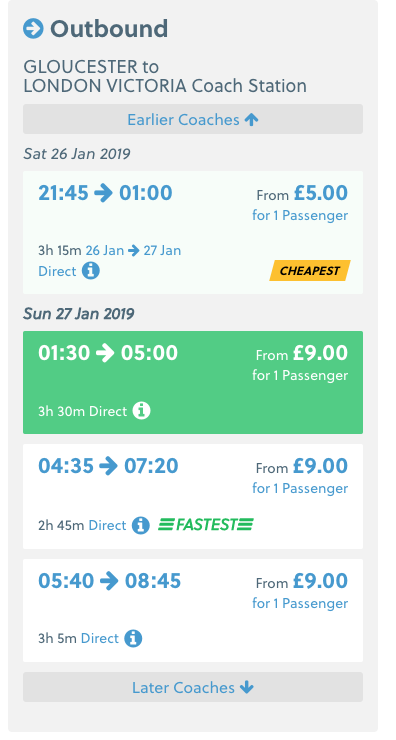 Outbound
GLOUCESTER to
LONDON VICTORIA Coach Station
Earlier Coaches
Sat 26 Jan 2019
21:45 → 01:00
From £5.00
for 1 Passenger
3h 15m 26 Jan → 27 Jan
Direct
CHEAPEST
Sun 27 Jan 2019
01:30 → 05:00
From £9.00
for 1 Passenger
3h 30m Direct
04:35 → 07:20
From £9.00
for 1 Passenger
2h 45m Direct
FASTEST
05:40 → 08:45
From £9.00
for 1 Passenger
3h 5m Direct
Later Coaches